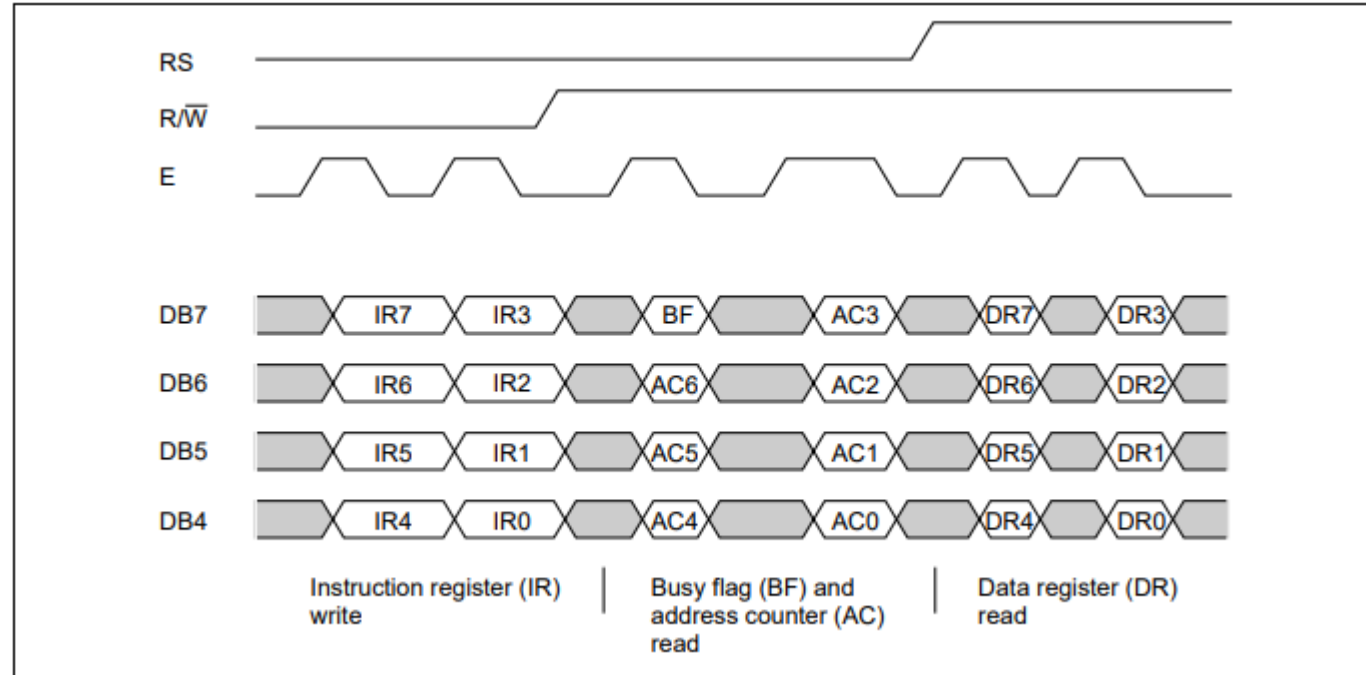 RS
R/W̅
E
DB7 IR7 IR3 BF AC3 DR7 DR3
DB6 IR6 IR2 AC6 AC2 DR6 DR2
DB5 IR5 IR1 AC5 AC1 DR5 DR1
DB4 IR4 IR0 AC4 AC0 DR4 DR0
Instruction register (IR)
write
Busy flag (BF) and
address counter (AC)
read
Data register (DR)
read